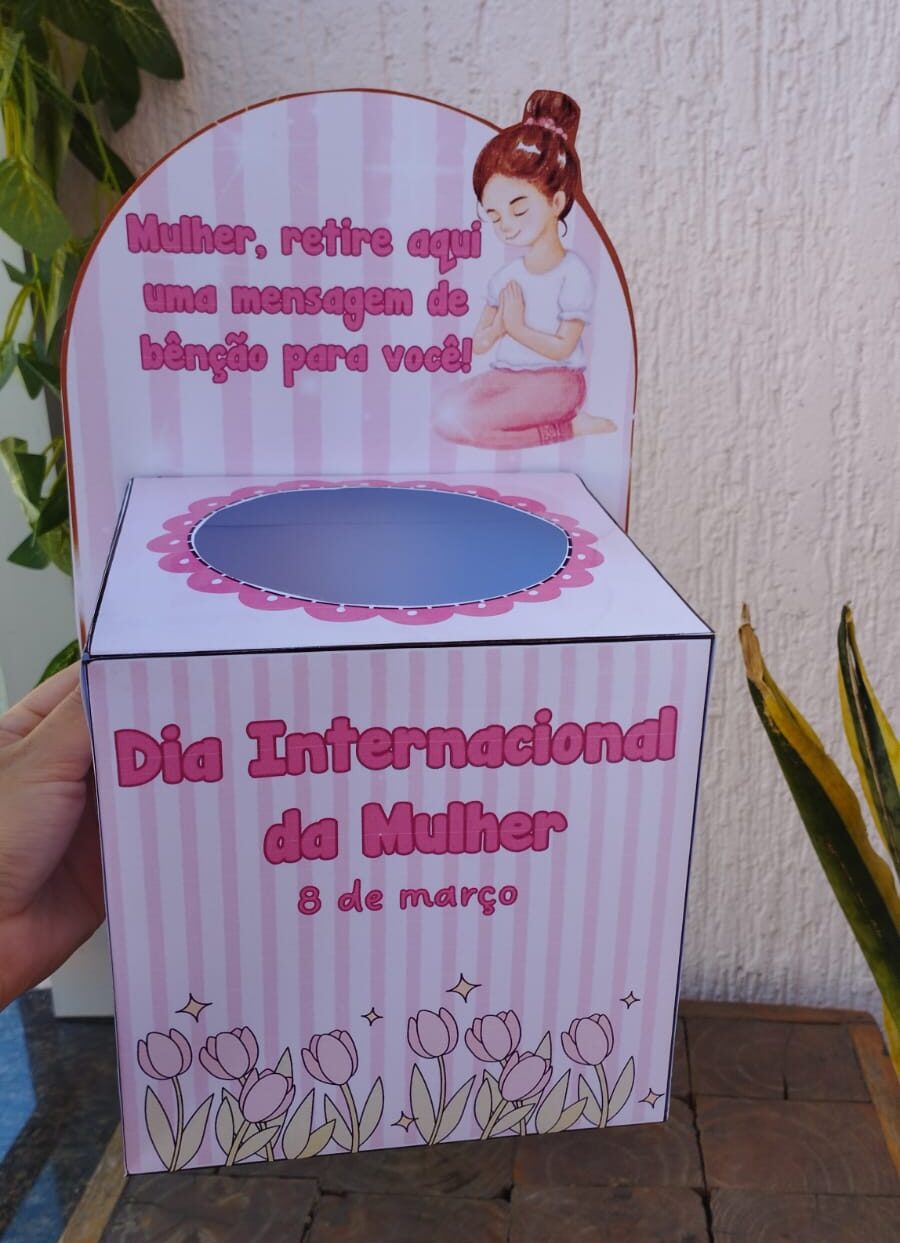 Mulher, retire aqui
uma mensagem de
bênção para você!
Dia Internacional
da Mulher
8 de março